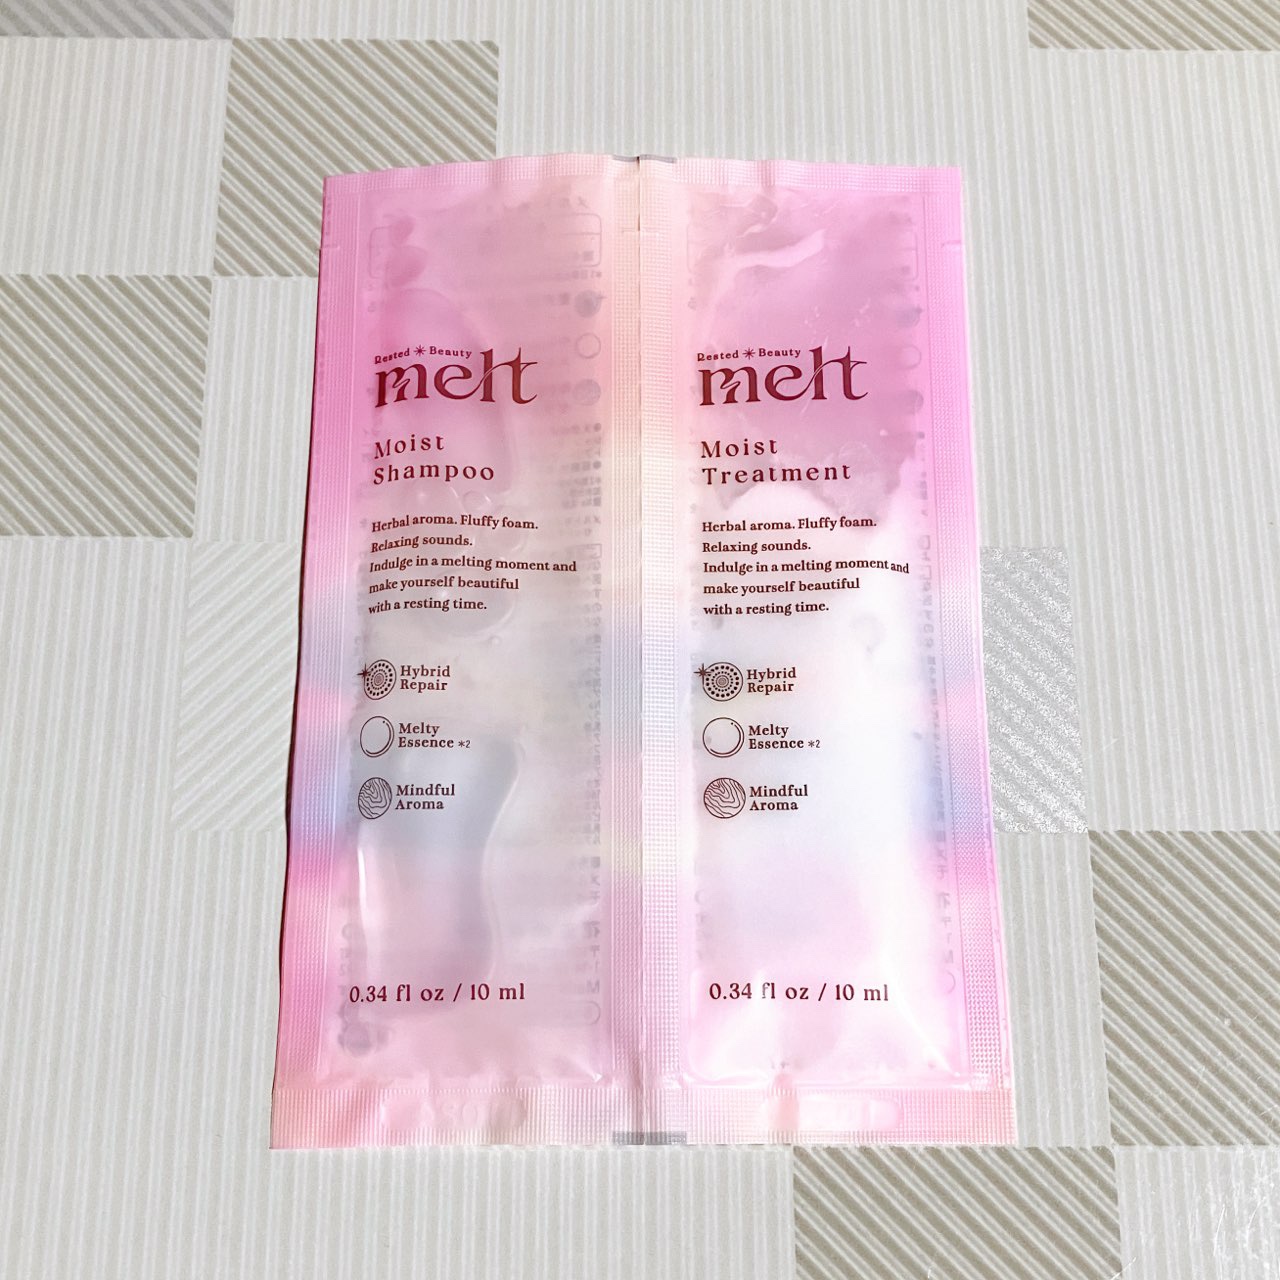 Rested Beauty
melt
Moist
Shampoo
Herbal aroma. Fluffy foam.
Relaxing sounds.
Indulge in a melting moment and
make yourself beautiful
with a resting time.
Hybrid
Repair
Melty
Essence *2
Mindful
Aroma
0.34 fl oz / 10 ml
Rested Beauty
melt
Moist
Treatment
Herbal aroma. Fluffy foam.
Relaxing sounds.
Indulge in a melting moment and
make yourself beautiful
with a resting time.
Hybrid
Repair
Melty
Essence *2
Mindful
Aroma
0.34 fl oz / 10 ml